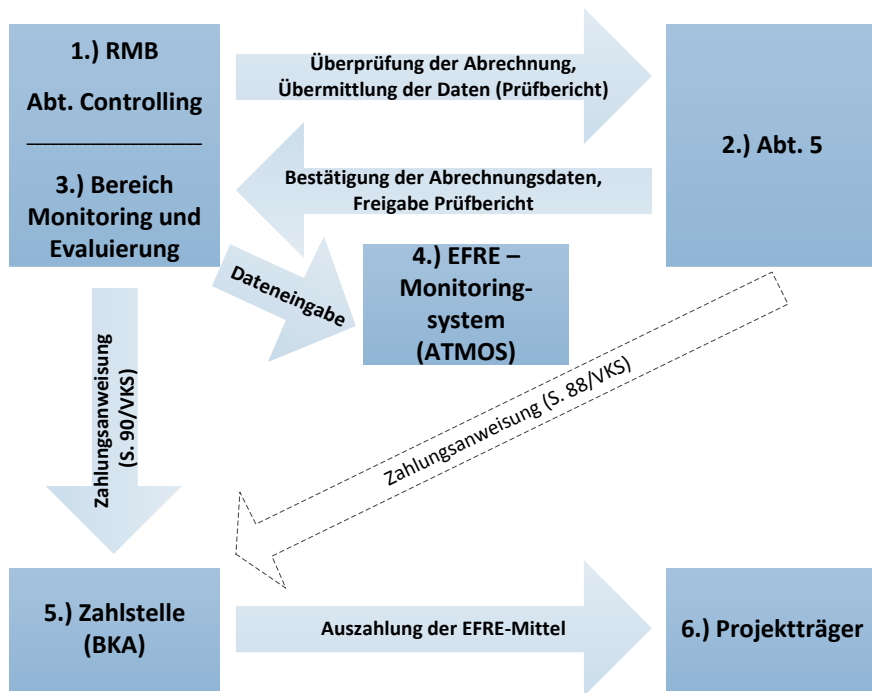 1.) RMB
Abt. Controlling
3.) Bereich
Monitoring und
Evaluierung
Überprüfung der Abrechnung,
Übermittlung der Daten (Prüfbericht)
2.) Abt. 5
Bestätigung der Abrechnungsdaten,
Freigabe Prüfbericht
Dateneingabe
4.) EFRE –
Monitoring-
system
(ATMOS)
Zahlungsanweisung
(S. 90/VKS)
Zahlungsanweisung (S. 88/VKS)
5.) Zahlstelle
(BKA)
Auszahlung der EFRE-Mittel
6.) Projektträger